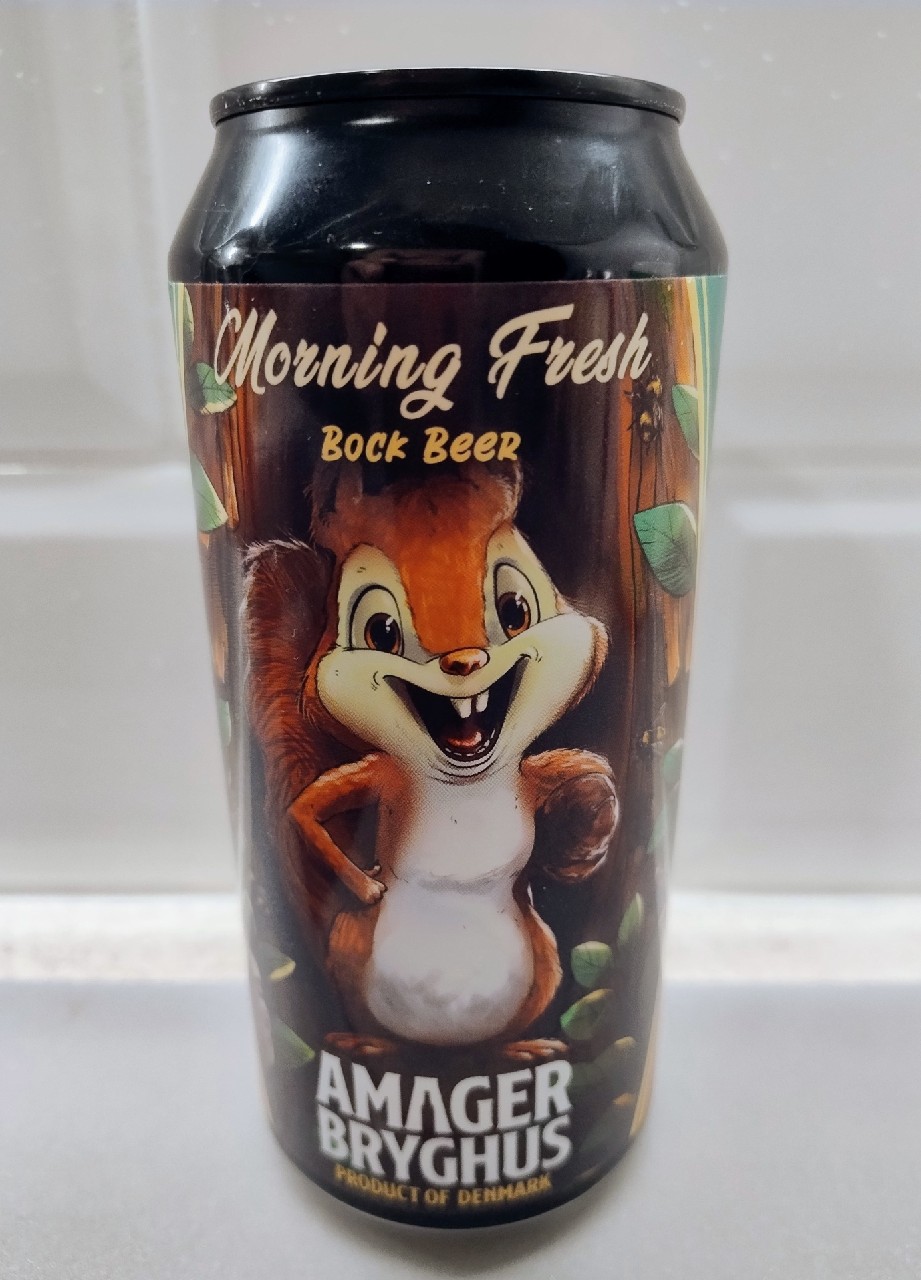 Morning Fresh
Bock Beer
AMAGER
BRYGHUS
PRODUCT OF DENMARK